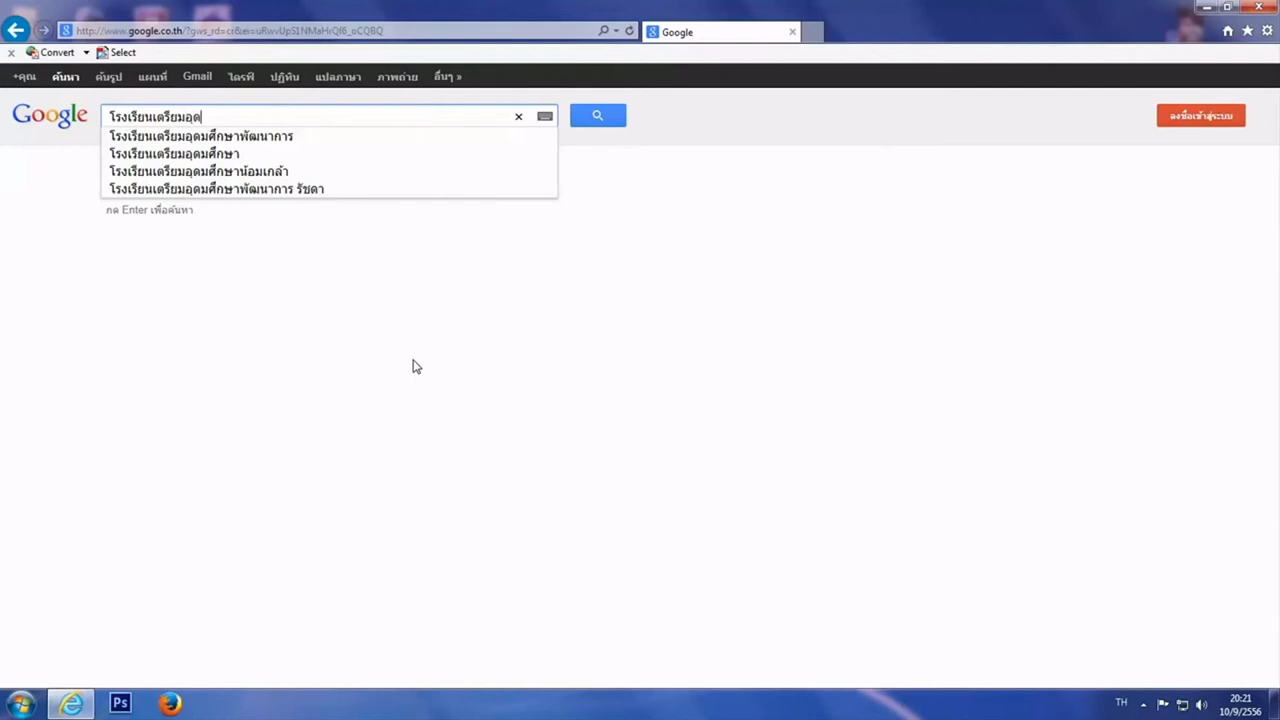 http://www.google.co.th/?gws_rd=cr&ei=uRwvUpS1NMaHrQf6_oCQBQ
Google
Convert
Select
+คุณ ค้นหา ค้นรูป แผนที่ Gmail ไดรฟ์ ปฏิทิน แปลภาษา ภาพถ่าย อื่นๆ »
Google
โรงเรียนเตรียมอุด
ลงชื่อเข้าสู่ระบบ
โรงเรียนเตรียมอุดมศึกษาพัฒนาการ
โรงเรียนเตรียมอุดมศึกษา
โรงเรียนเตรียมอุดมศึกษาน้อมเกล้า
โรงเรียนเตรียมอุดมศึกษาพัฒนาการ รัชดา
กด Enter เพื่อค้นหา
Ps
TH
20:21
10/9/2556